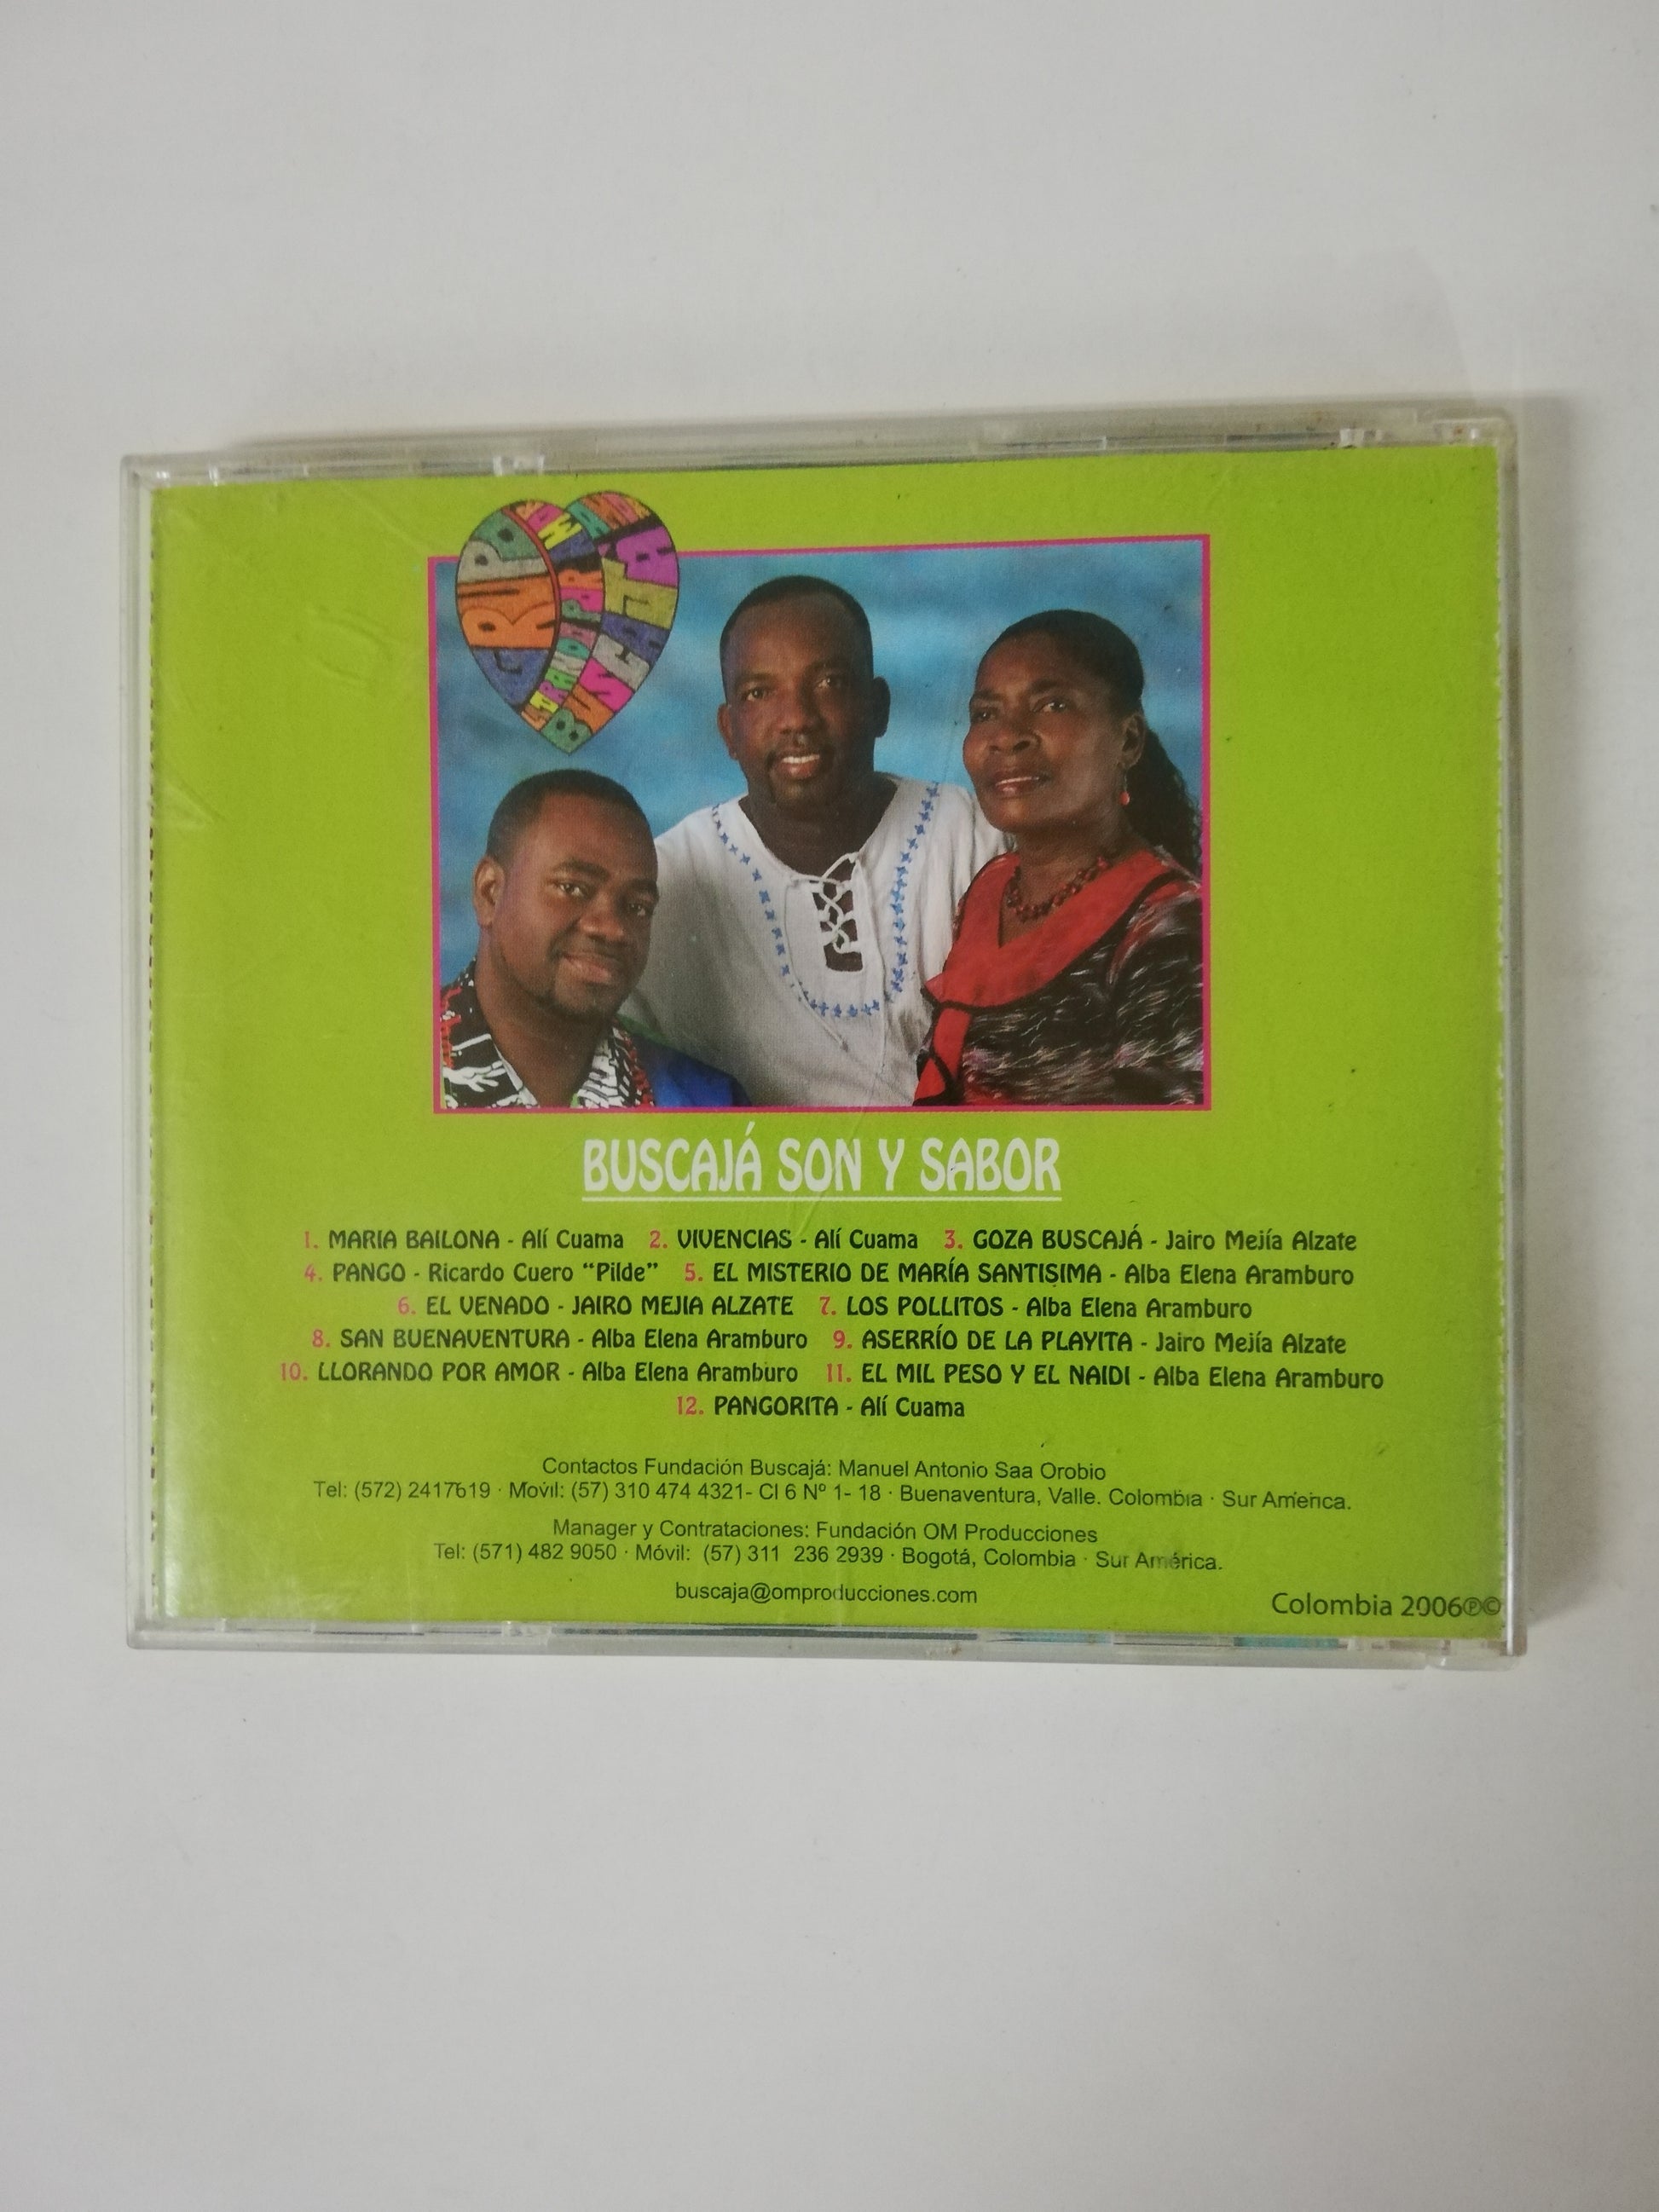 GRUPO
BUSCAJA
BUSCAJÁ SON Y SABOR
1. MARIA BAILONA - Alí Cuama 2. VIVENCIAS - Alí Cuama 3. GOZA BUSCAJÁ - Jairo Mejía Alzate
4. PANGO - Ricardo Cuero “Pilde” 5. EL MISTERIO DE MARÍA SANTISIMA - Alba Elena Aramburo
6. EL VENADO - JAIRO MEJIA ALZATE 7. LOS POLLITOS - Alba Elena Aramburo
8. SAN BUENAVENTURA - Alba Elena Aramburo 9. ASERRÍO DE LA PLAYITA - Jairo Mejía Alzate
10. LLORANDO POR AMOR - Alba Elena Aramburo 11. EL MIL PESO Y EL NAIDI - Alba Elena Aramburo
12. PANGORITA - Alí Cuama
Contactos Fundación Buscajá: Manuel Antonio Saa Orobio
Tel: (572) 2417619 · Movil: (57) 310 474 4321- Cl 6 Nº 1- 18 · Buenaventura, Valle. Colombia · Sur America.
Manager y Contrataciones: Fundación OM Producciones
Tel: (571) 482 9050 · Móvil: (57) 311 236 2939 · Bogotá, Colombia · Sur América.
buscaja@omproducciones.com
Colombia 2006℗©